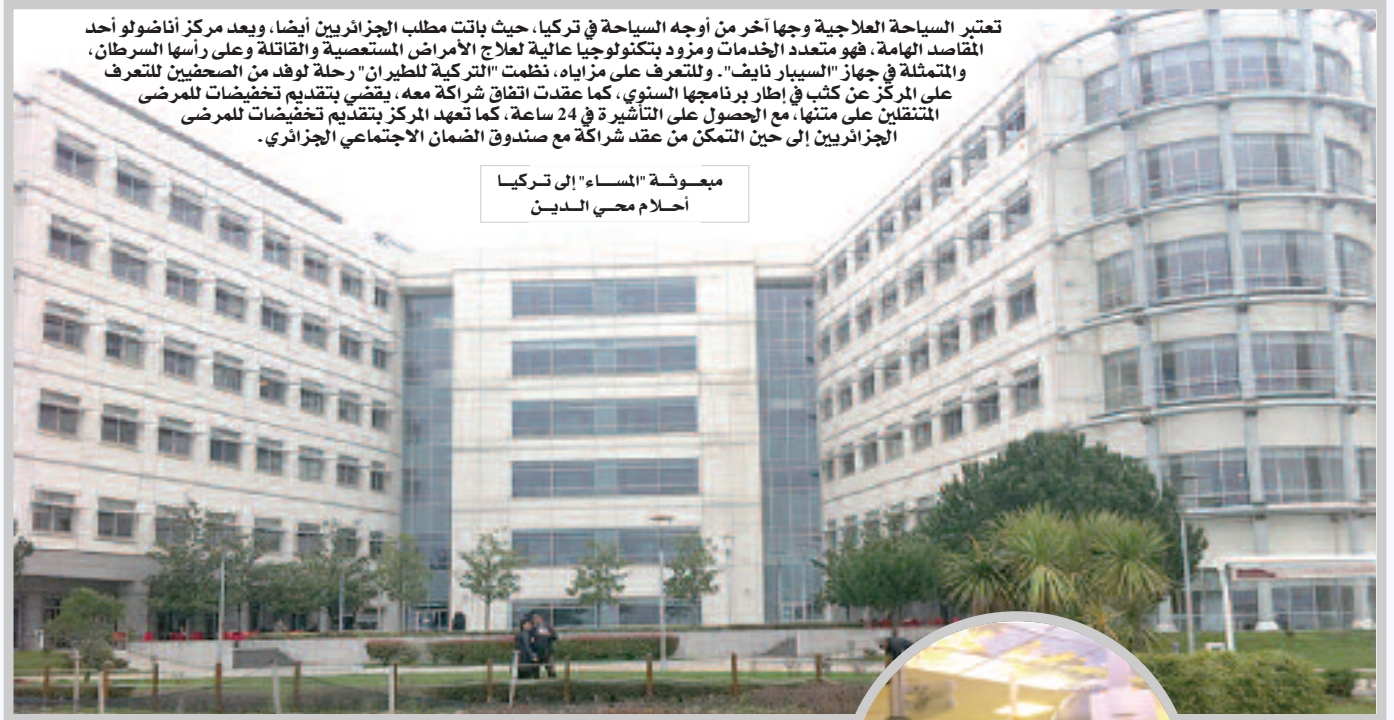 تعتبر السياحة العلاجية وجها آخر من أوجه السياحة في تركيا، حيث باتت مطلب الجزائريين أيضا، ويعد مركز أناضولو أحد
المقاصد الهامة، فهو متعدد الخدمات ومزود بتكنولوجيا عالية لعلاج الأمراض المستعصية والقاتلة وعلى رأسها السرطان،
والمتمثلة في جهاز "السيبار نايف". وللتعرف على مزاياه، نظمت "التركية للطيران" رحلة لوفد من الصحفيين للتعرف
على المركز عن كثب في إطار برنامجها السنوي، كما عقدت اتفاق شراكة معه، يقضي بتقديم تخفيضات للمرضى
المتنقلين على متنها، مع الحصول على التأشيرة في 24 ساعة، كما تعهد المركز بتقديم تخفيضات للمرضى
الجزائريين إلى حين التمكن من عقد شراكة مع صندوق الضمان الاجتماعي الجزائري.
مبعوثة "المساء" إلى تركيا
أحلام محي الدين